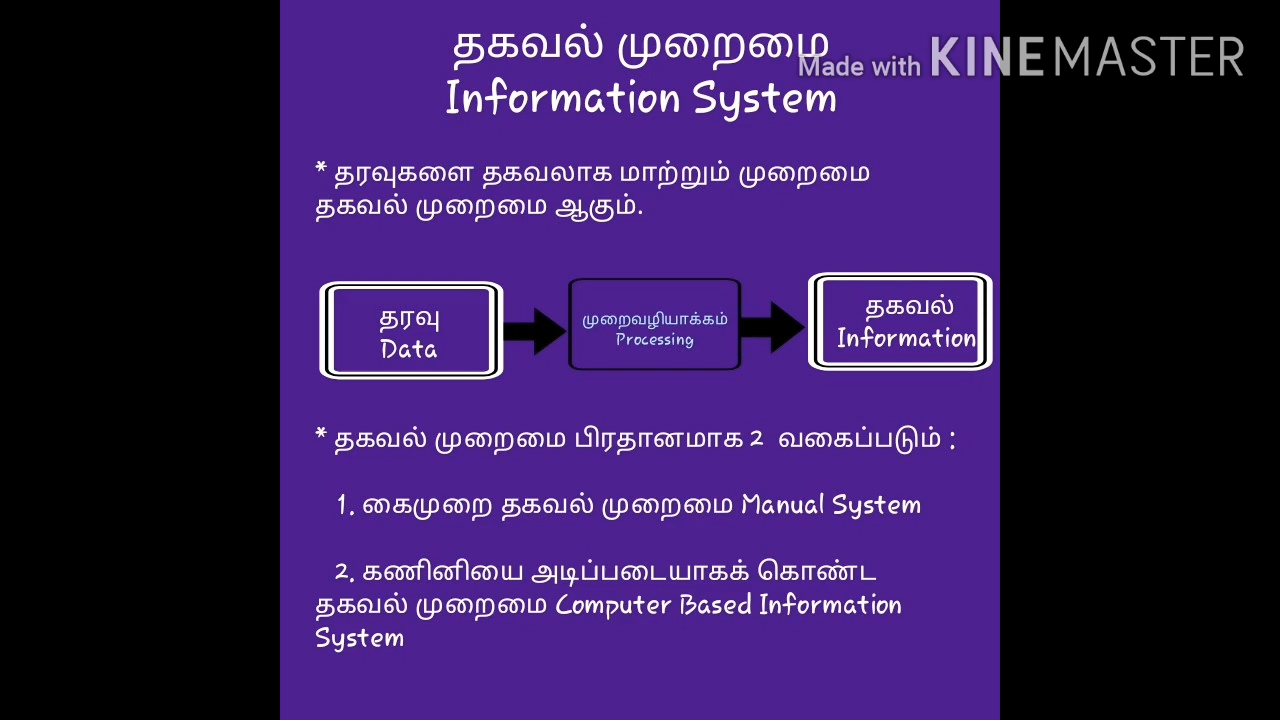 தகவல் முறைமை
Made with KINEMASTER
Information System
* தரவுகளை தகவலாக மாற்றும் முறைமை
தகவல் முறைமை ஆகும்.
தரவு
Data
முறைவழியாக்கம்
Processing
தகவல்
Information
* தகவல் முறைமை பிரதானமாக 2 வகைப்படும் :
1. கைமுறை தகவல் முறைமை Manual System
2. கணினியை அடிப்படையாகக் கொண்ட
தகவல் முறைமை Computer Based Information
System